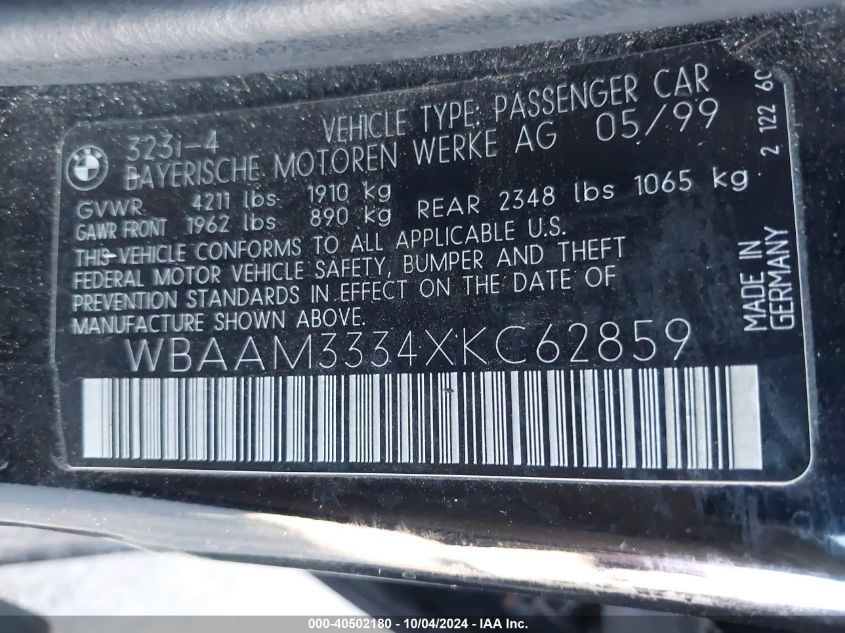 BMW
323i-4 VEHICLE TYPE: PASSENGER CAR
BAYERISCHE MOTOREN WERKE AG 05/99
GVWR 4211 lbs 1910 kg
GAWR FRONT 1962 lbs 890 kg REAR 2348 lbs 1065 kg
THIS VEHICLE CONFORMS TO ALL APPLICABLE U.S.
FEDERAL MOTOR VEHICLE SAFETY, BUMPER AND THEFT
PREVENTION STANDARDS IN EFFECT ON THE DATE OF
MANUFACTURE SHOWN ABOVE.
WBAAM3334XKC62859
MADE IN
GERMANY
2 122 
000-40502180 - 10/04/2024 - IAA Inc.